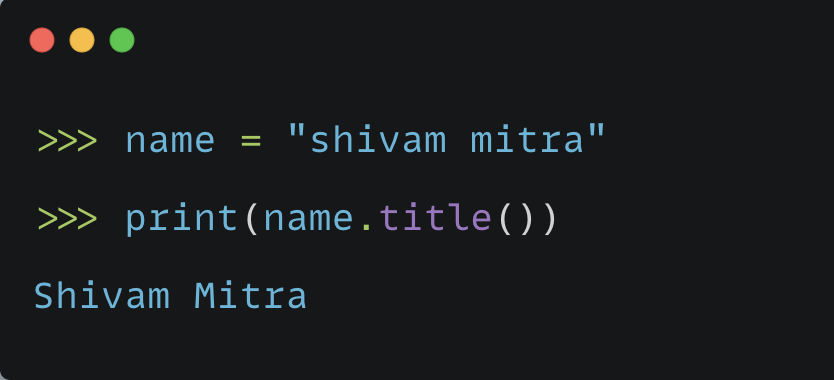 >>> name = "shivam mitra"
>>> print(name.title())
Shivam Mitra